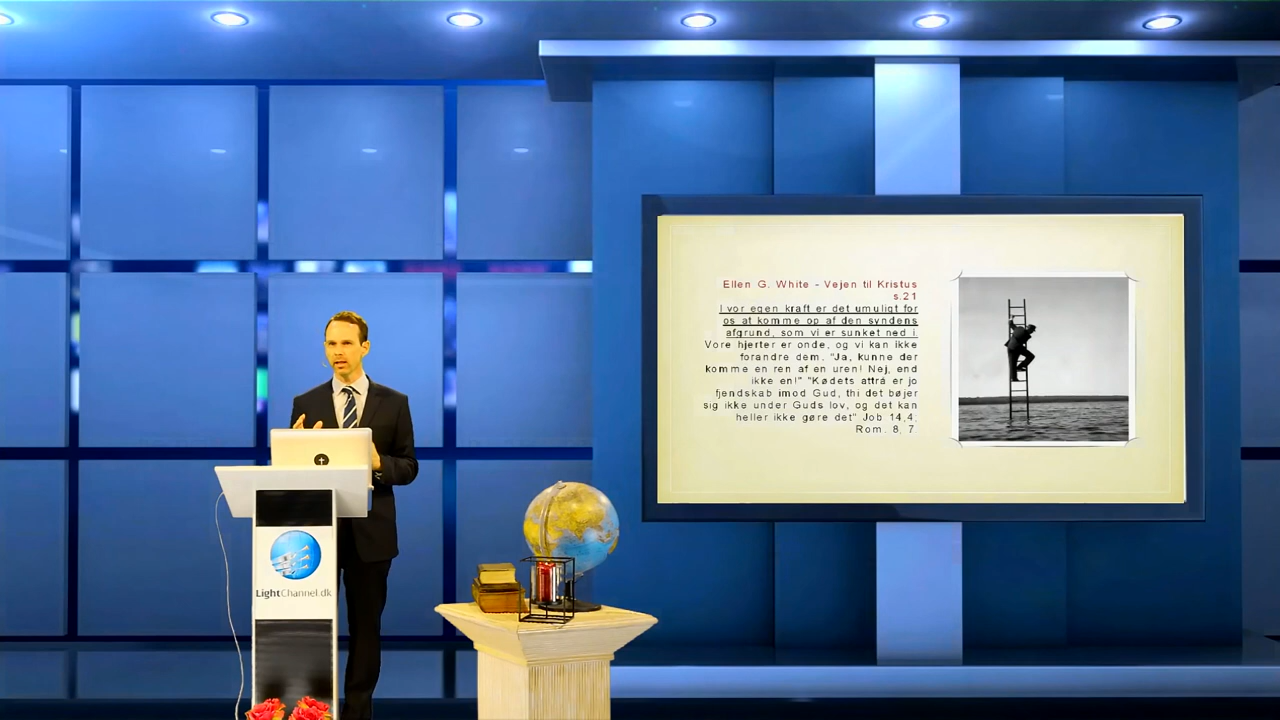 Ellen G. White - Vejen til Kristus
s.21
I vor egen kraft er det umuligt for
os at komme op af den syndens
afgrund, som vi er sunket ned i.
Vore hjerter er onde, og vi kan ikke
forandre dem. "Ja, kunne der
komme en ren af en uren! Nej, end
ikke en!" "Kødets attrå er jo
fjendskab imod Gud, thi det bøjer
sig ikke under Guds lov, og det kan
heller ikke gøre det" Job 14,4;
Rom. 8, 7.
LightChannel.dk